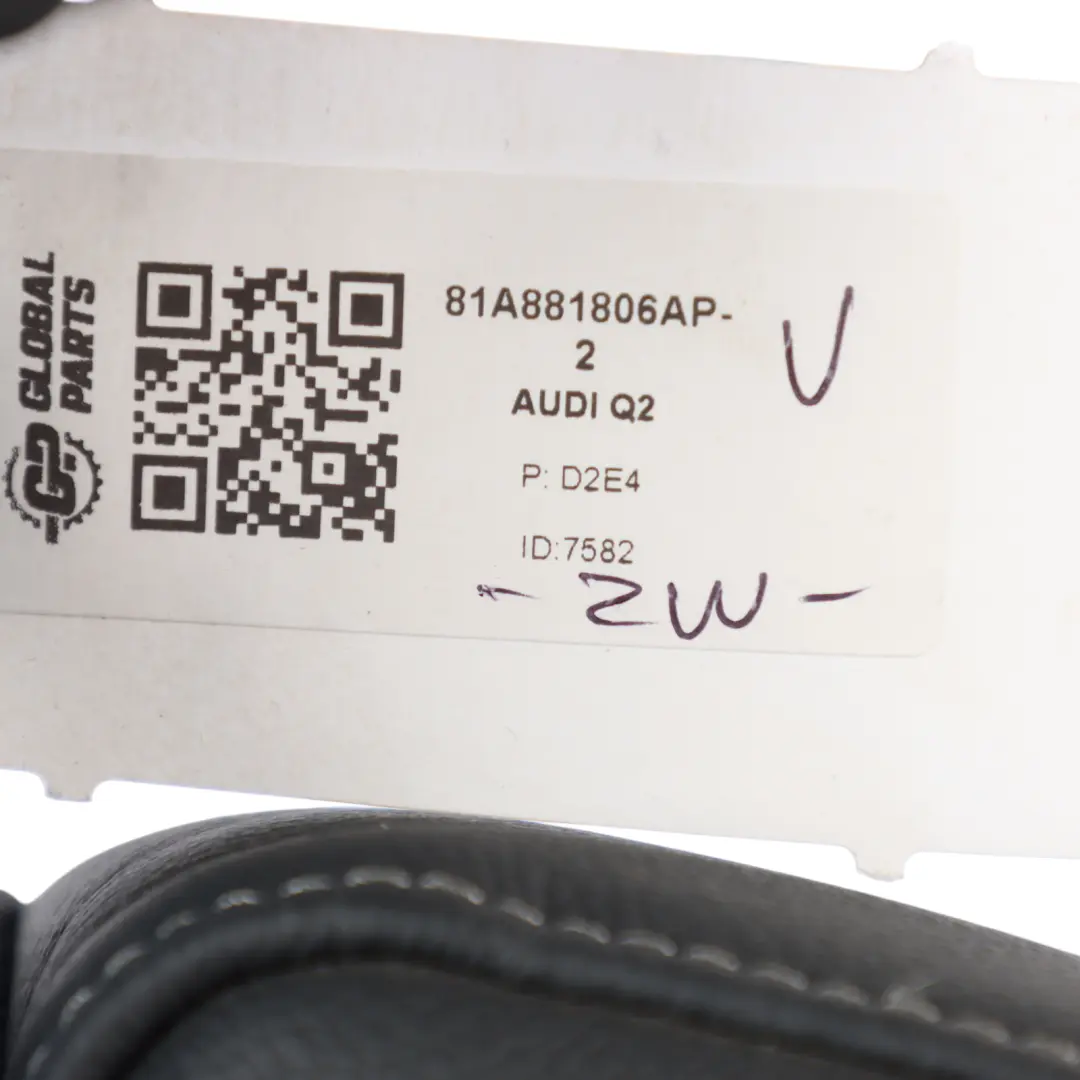 GLOBAL
PARTS
81A881806AP-
2
AUDI Q2
P: D2E4
ID:7582
V
- ZW -